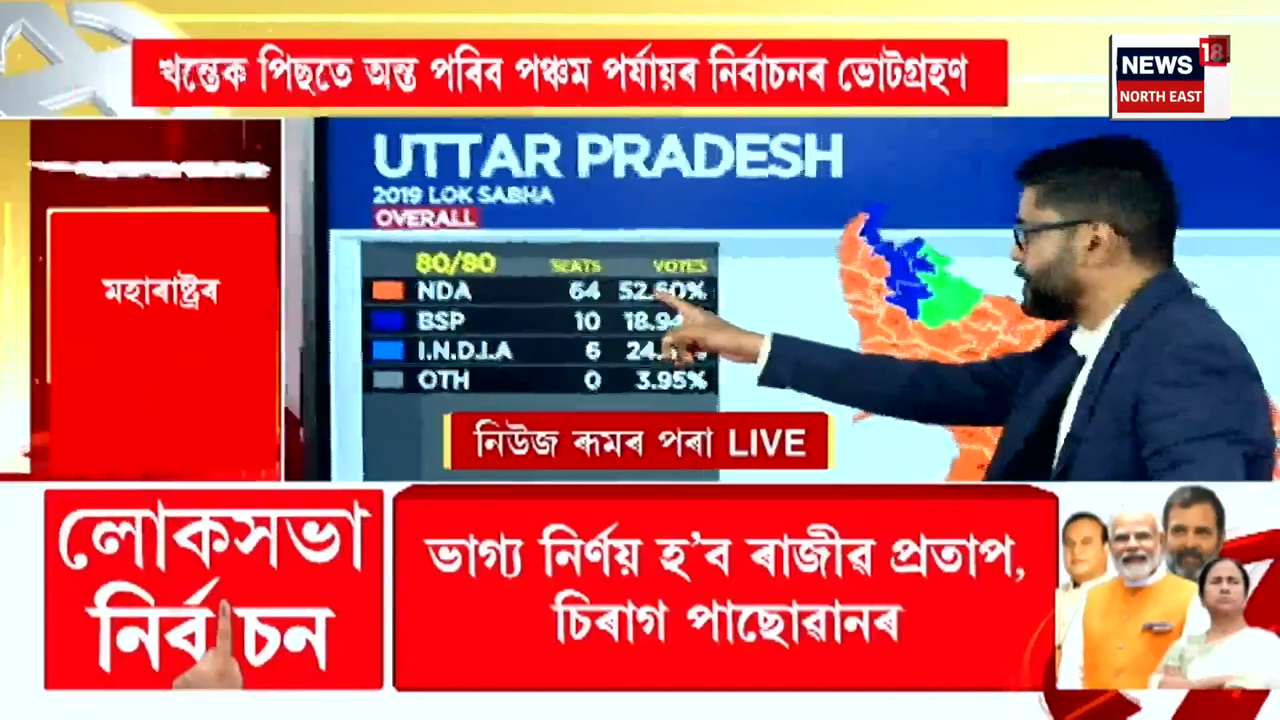 খন্তেক পিছতে অন্ত পৰিব পঞ্চম পৰ্যায়ৰ নিৰ্বাচনৰ ভোটগ্ৰহণ
NEWS 18
NORTH EAST
UTTAR PRADESH
2019 LOK SABHA
OVERALL
মহাৰাষ্ট্ৰৰ
80/80 SEATS VOTES
NDA 64 52.60%
BSP 10
I.N.D.I.A 6
OTH 0 3.95%
নিউজ ৰূমৰ পৰা LIVE
লোকসভা
নিৰ্বাচন
ভাগ্য নিৰ্ণয় হ'ব ৰাজীৱ প্ৰতাপ,
চিৰাগ পাছোৱানৰ